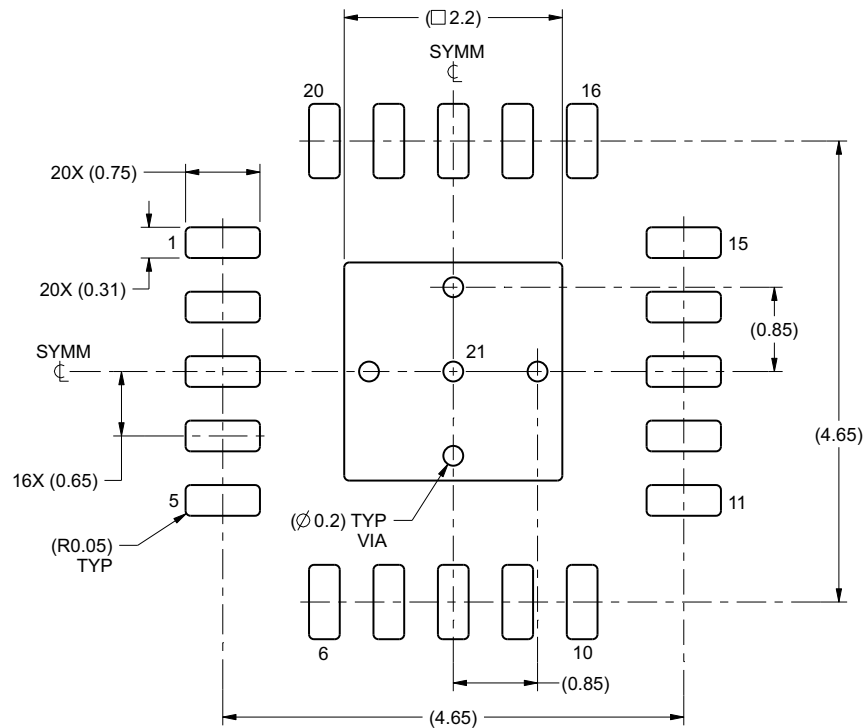 (□ 2.2)
SYMM
℄
20
16
20X (0.75)
1
15
20X (0.31)
(0.85)
SYMM
℄
21
(4.65)
16X (0.65)
5
11
(∅ 0.2) TYP
VIA
(R0.05)
TYP
6
10
(0.85)
(4.65)